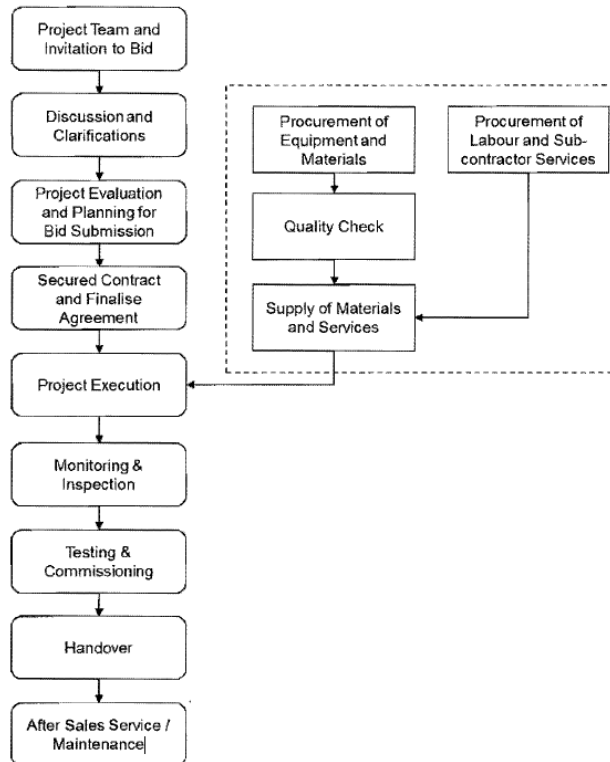 Project Team and
Invitation to Bid
Discussion and
Clarifications
Project Evaluation
and Planning for
Bid Submission
Secured Contract
and Finalise
Agreement
Project Execution
Monitoring &
Inspection
Testing &
Commissioning
Handover
After Sales Service /
Maintenance
Procurement of
Equipment and
Materials
Quality Check
Supply of Materials
and Services
Procurement of
Labour and Sub-
contractor Services